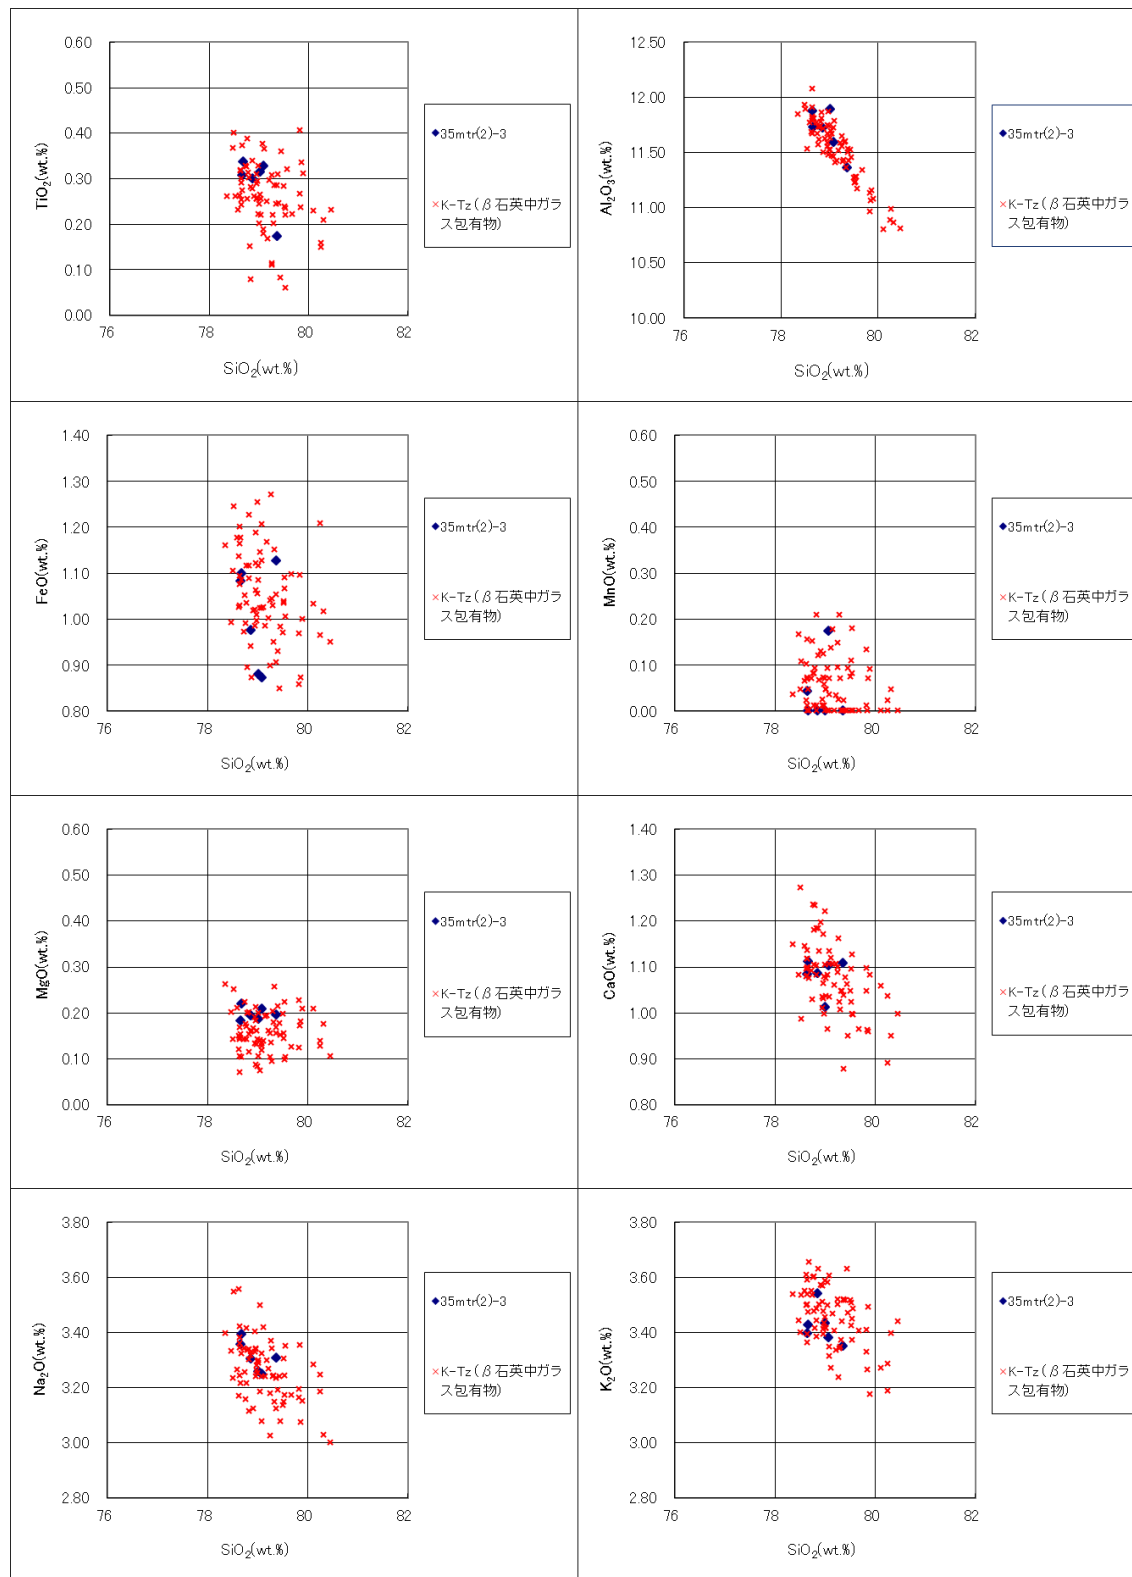 0.60
0.50
0.40
0.30
0.20
0.10
0.00
76
78
80
82
TiO₂(wt.%)
SiO₂(wt.%)
35mtr(2)-3
K-Tz(β石英中ガラ
ス包有物)
12.50
12.00
11.50
11.00
10.50
10.00
76
78
80
82
Al₂O₃(wt.%)
SiO₂(wt.%)
35mtr(2)-3
K-Tz(β石英中ガラ
ス包有物)
1.40
1.30
1.20
1.10
1.00
0.90
0.80
76
78
80
82
FeO(wt.%)
SiO₂(wt.%)
35mtr(2)-3
K-Tz(β石英中ガラ
ス包有物)
0.60
0.50
0.40
0.30
0.20
0.10
0.00
76
78
80
82
MnO(wt.%)
SiO₂(wt.%)
35mtr(2)-3
K-Tz(β石英中ガラ
ス包有物)
0.60
0.50
0.40
0.30
0.20
0.10
0.00
76
78
80
82
MgO(wt.%)
SiO₂(wt.%)
35mtr(2)-3
K-Tz(β石英中ガラ
ス包有物)
1.40
1.30
1.20
1.10
1.00
0.90
0.80
76
78
80
82
CaO(wt.%)
SiO₂(wt.%)
35mtr(2)-3
K-Tz(β石英中ガラ
ス包有物)
3.80
3.60
3.40
3.20
3.00
2.80
76
78
80
82
Na₂O(wt.%)
SiO₂(wt.%)
35mtr(2)-3
K-Tz(β石英中ガラ
ス包有物)
3.80
3.60
3.40
3.20
3.00
2.80
76
78
80
82
K₂O(wt.%)
SiO₂(wt.%)
35mtr(2)-3
K-Tz(β石英中ガラ
ス包有物)